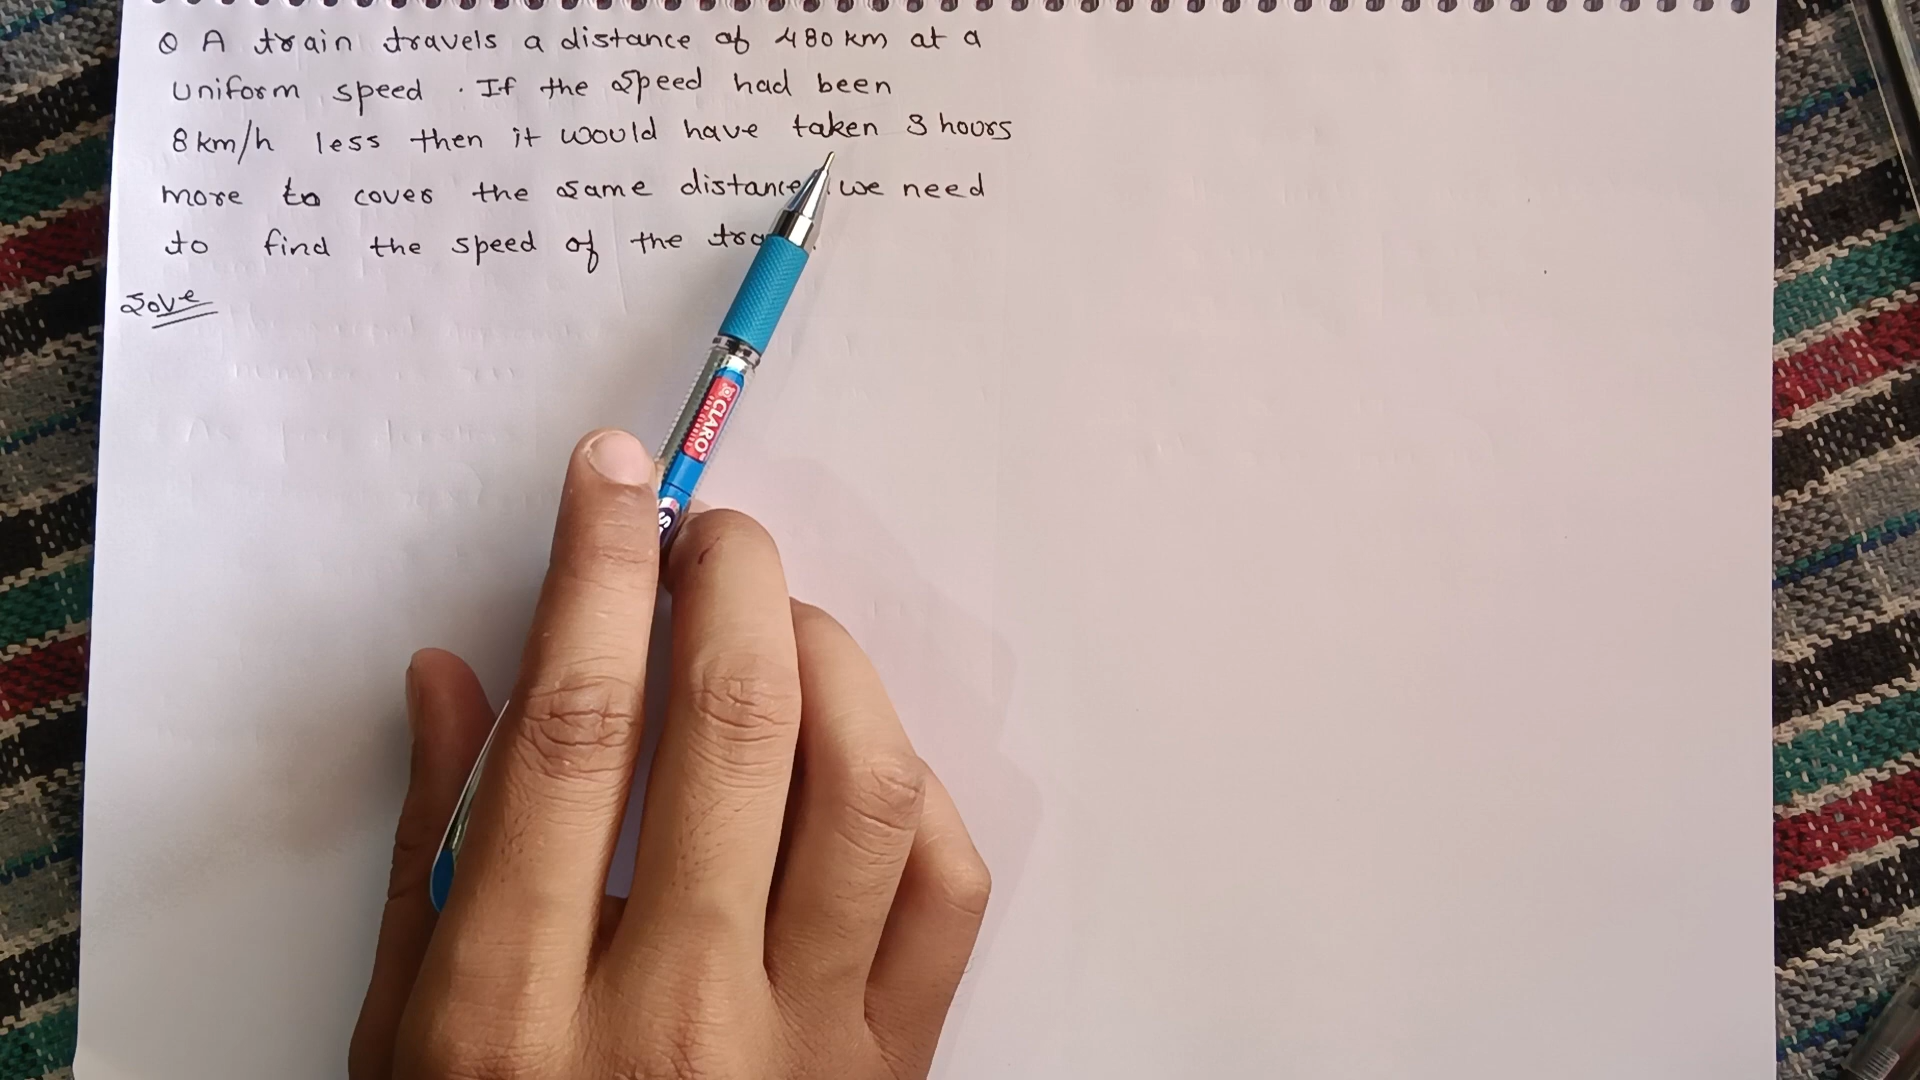 Q A train travels a distance of 480 km at a
uniform speed . If the speed had been
8km/h less then it would have taken 3 hours
more to cover the same distance. we need
to find the speed of the
Solve
CLARO